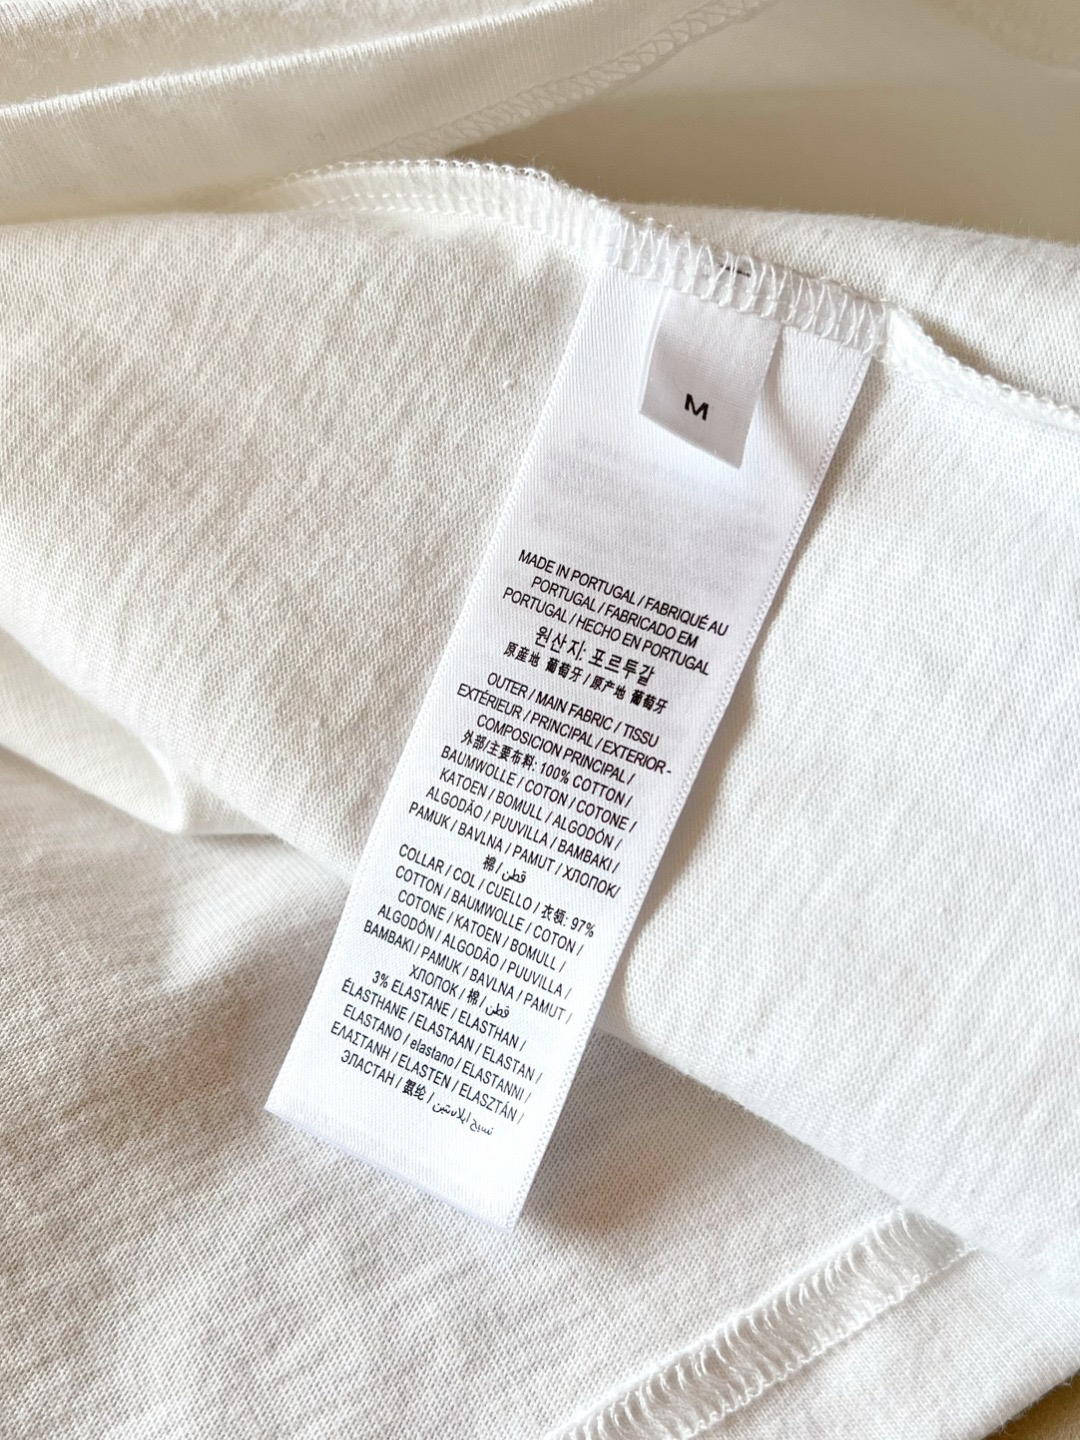 M
MADE IN PORTUGAL / FABRIQUÉ AU
PORTUGAL / FABRICADO EM
PORTUGAL / HECHO EN PORTUGAL
원산지: 포르투갈
原産地 葡萄牙 / 原产地 葡萄牙
OUTER / MAIN FABRIC / TISSU
EXTÉRIEUR / PRINCIPAL / EXTERIOR -
COMPOSICION PRINCIPAL /
外部/主要布料: 100% COTTON /
BAUMWOLLE / COTON / COTONE /
KATOEN / BOMULL / ALGODÓN /
ALGODÃO / PUUVILLA / BAMBAKI /
PAMUK / BAVLNA / PAMUT / ХЛОПОК/
棉 / قطن
COLLAR / COL / CUELLO / 衣领: 97%
COTTON / BAUMWOLLE / COTON /
COTONE / KATOEN / BOMULL /
ALGODÓN / ALGODÃO / PUUVILLA /
BAMBAKI / PAMUK / BAVLNA / PAMUT /
ХЛОПОК / 棉 / قطن
3% ELASTANE / ELASTHAN /
ÉLASTHANE / ELASTAAN / ELASTAN /
ELASTANO / elastano / ELASTANNI /
ΕΛΑΣΤΑΝΗ / ELASTEN / ELASZTÁN /
ЭЛАСТАН / 氨纶 / نسيج ايلاستين